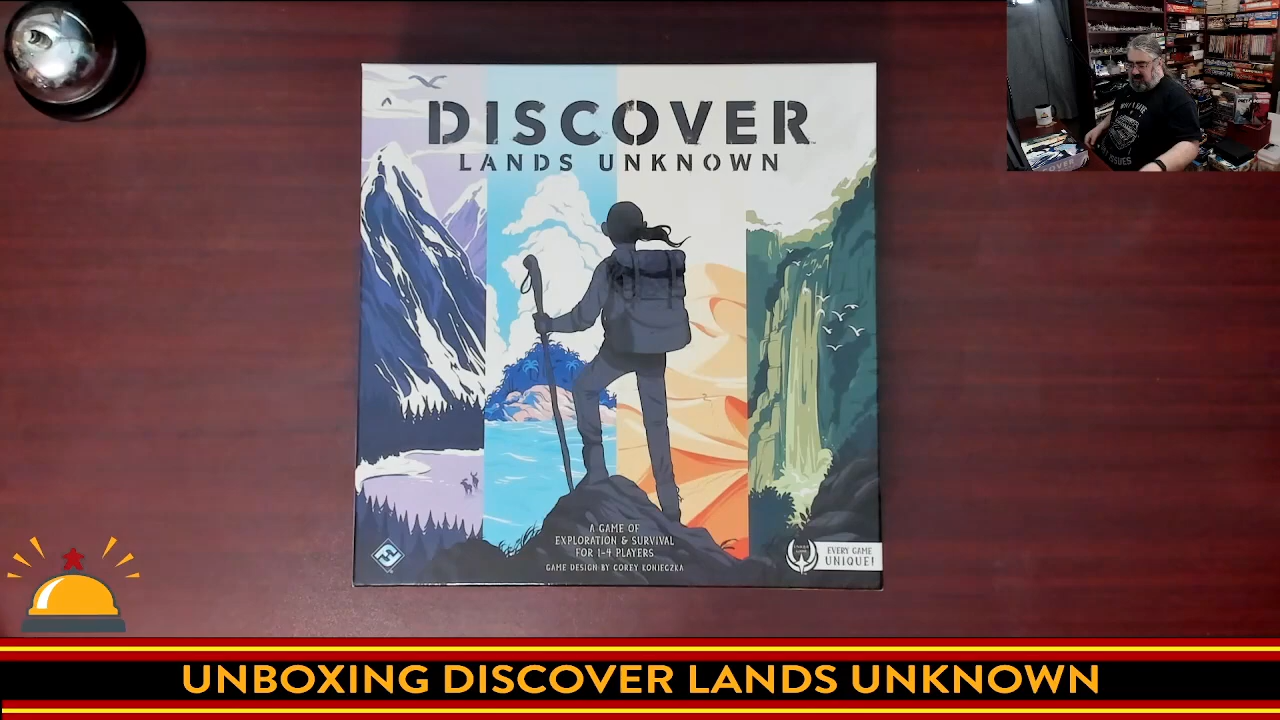 DISCOVER
LANDS UNKNOWN
A GAME OF
EXPLORATION & SURVIVAL
FOR 1-4 PLAYERS
GAME DESIGN BY COREY KONIECZKA
EVERY GAME
UNIQUE!
UNBOXING DISCOVER LANDS UNKNOWN